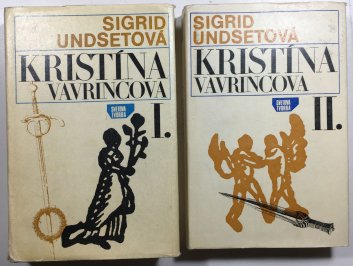 SIGRID
UNDSETOVÁ
KRISTÍNA
VAVRINCOVA
SVETOVÁ
TVORBA
I.
SIGRID
UNDSETOVÁ
KRISTÍNA
VAVRINCOVA
SVETOVÁ
TVORBA
II.